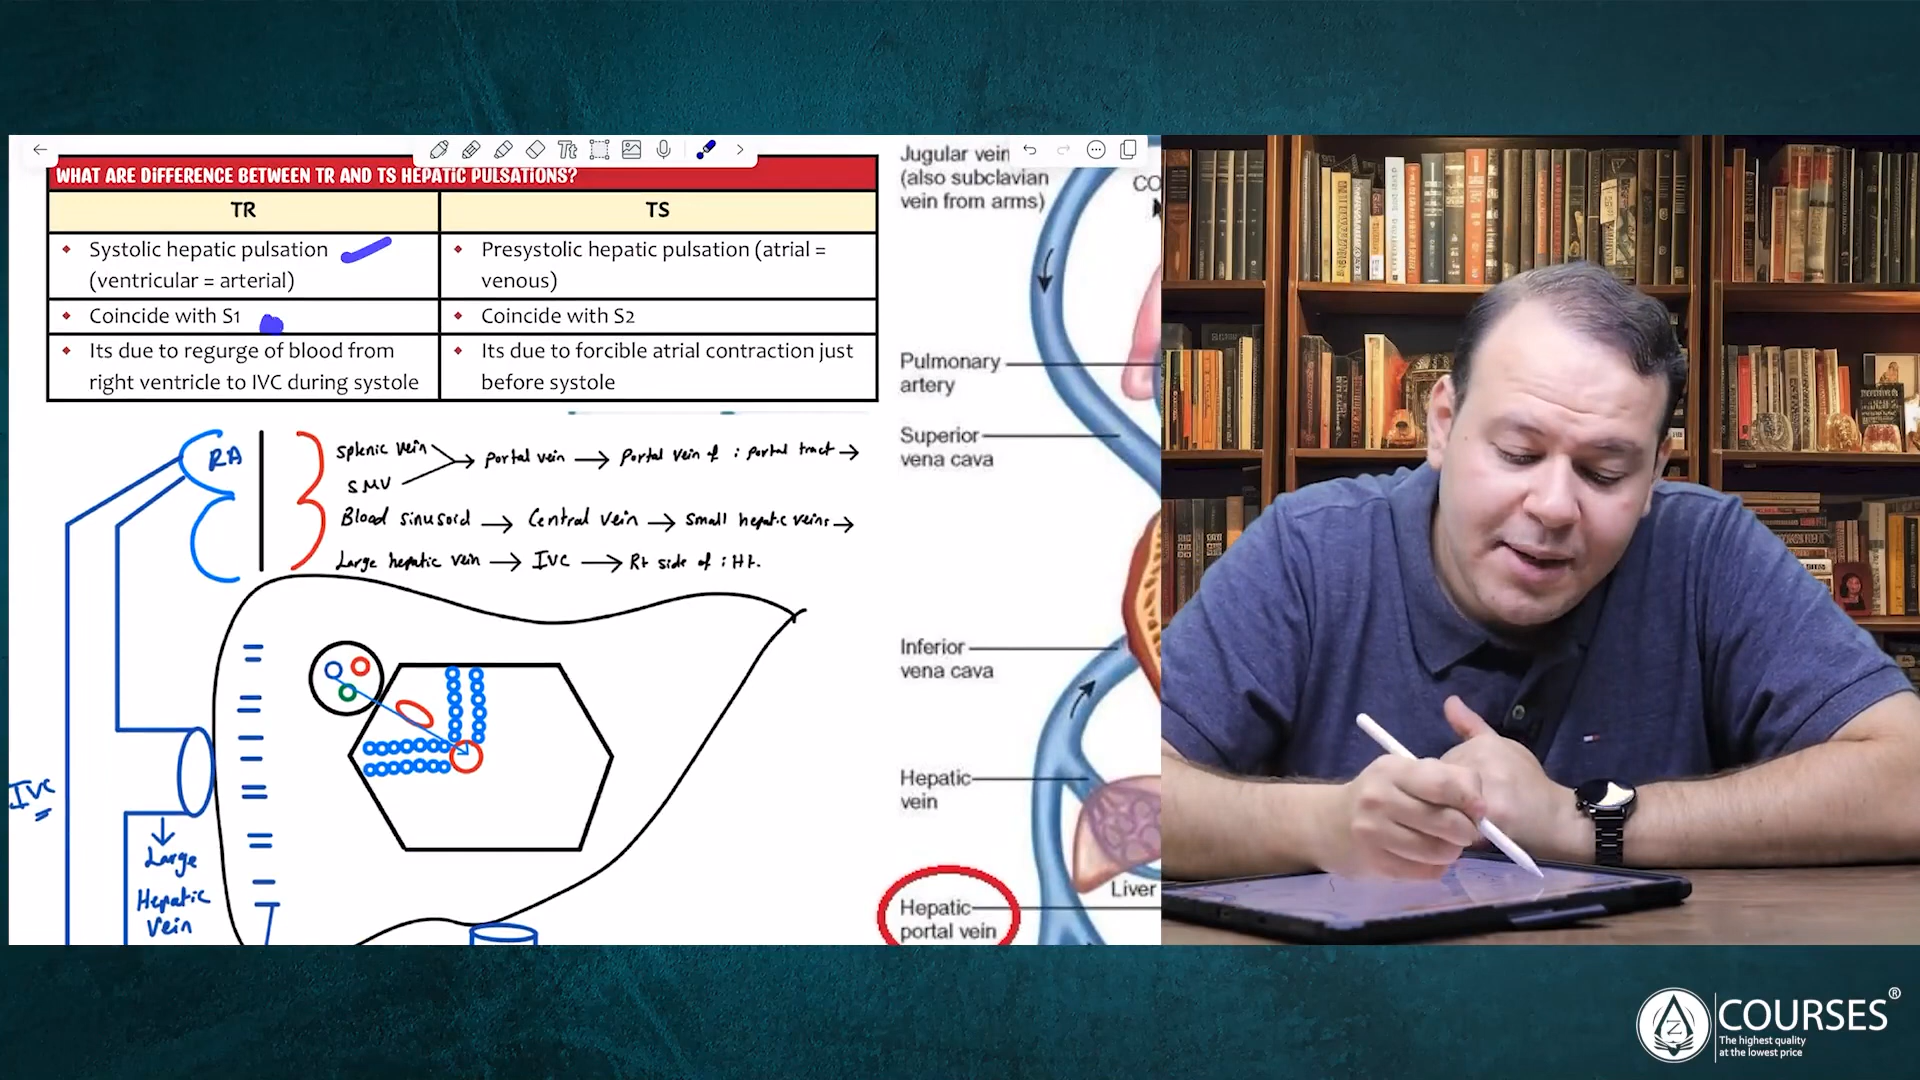 WHAT ARE DIFFERENCE BETWEEN TR AND TS HEPATIC PULSATIONS?
TR
TS
Systolic hepatic pulsation
(ventricular = arterial)
Presystolic hepatic pulsation (atrial =
venous)
Coincide with S1
Coincide with S2
Its due to regurge of blood from
right ventricle to IVC during systole
Its due to forcible atrial contraction just
before systole
RA
Splenic vein
SMV
Portal vein
Portal vein of : portal tract
Blood sinusoid
Central vein
Small hepatic veins
Large hepatic vein
IVC
Rt side of : Ht.
IVC
Large
Hepatic
Vein
Jugular vein
(also subclavian
vein from arms)
CO
Pulmonary
artery
Superior
vena cava
Inferior
vena cava
Hepatic
vein
Liver
Hepatic
portal vein
Tt
Z
COURSES®
The highest quality
at the lowest price